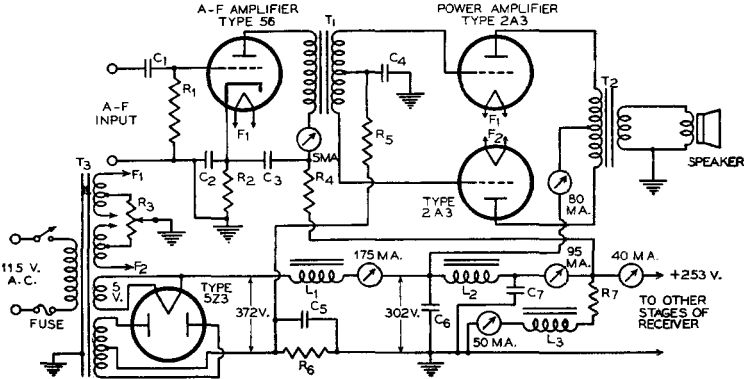 A-F AMPLIFIER
TYPE 56
T1
POWER AMPLIFIER
TYPE 2A3
C1
R1
A-F
INPUT
F1
C4
R5
F1
F2
T2
SPEAKER
5MA.
C2
R2
C3
R4
TYPE
2A3
80
MA.
T3
F1
R3
F2
115 V.
A.C.
FUSE
5
V.
TYPE
5Z3
L1
175 MA.
L2
95
MA.
40 MA.
+253 V.
372V.
C5
302V.
C6
C7
R7
TO OTHER
STAGES OF
RECEIVER
R6
50 MA.
L3